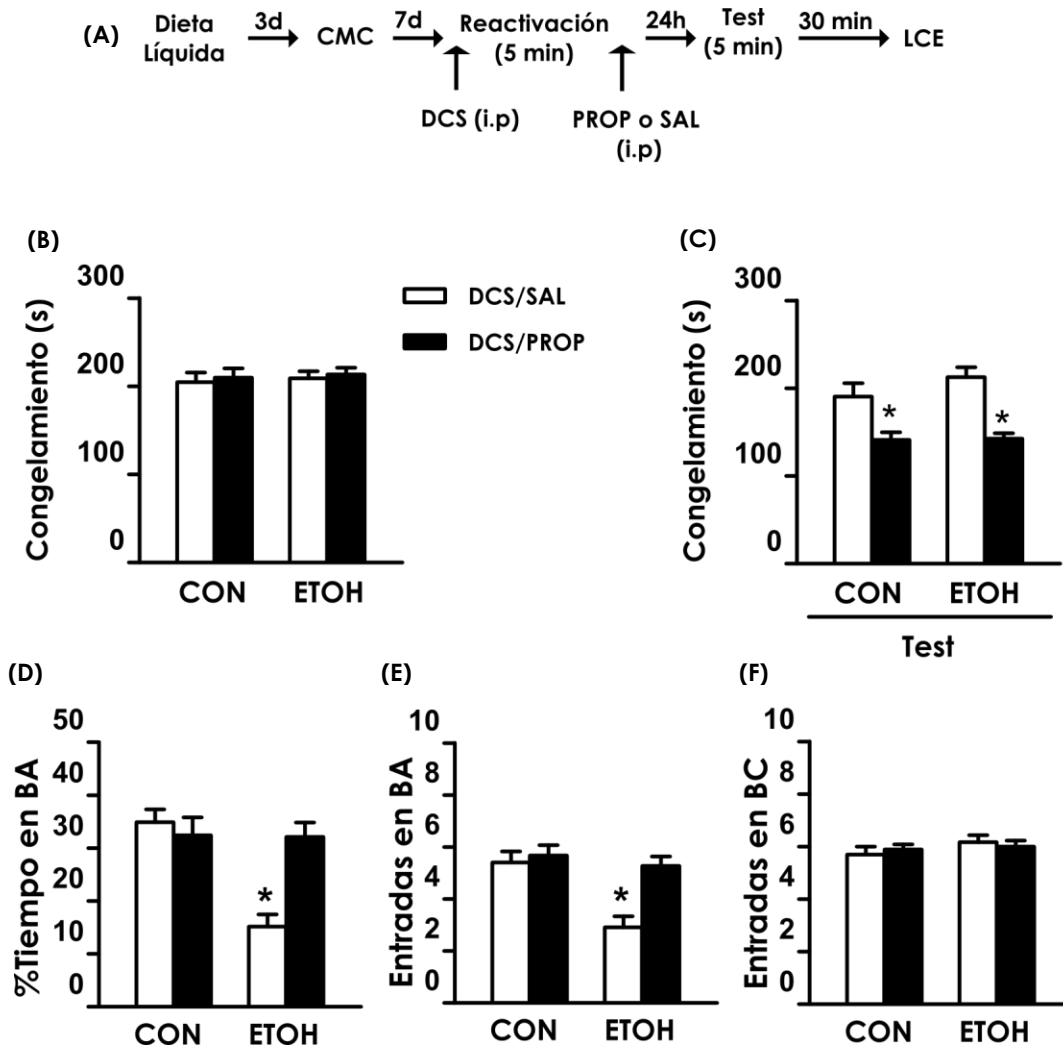 (A)
Dieta
Líquida
3d
CMC
7d
Reactivación
(5 min)
24h
Test
(5 min)
30 min
LCE
DCS (i.p)
PROP o SAL
(i.p)
(B)
Congelamiento (s)
300
200
100
0
CON
ETOH
DCS/SAL
DCS/PROP
(C)
Congelamiento (s)
300
200
100
0
*
*
CON
ETOH
Test
(D)
%Tiempo en BA
50
40
30
20
10
0
*
CON
ETOH
(E)
Entradas en BA
10
8
6
4
2
0
*
CON
ETOH
(F)
Entradas en BC
10
8
6
4
2
0
CON
ETOH